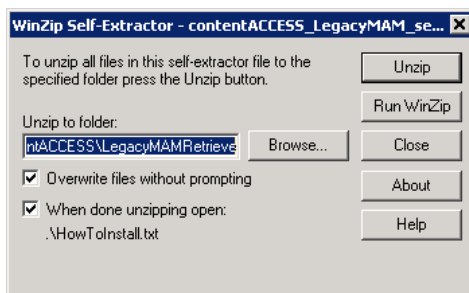 WinZip Self-Extractor - contentACCESS_LegacyMAM_se...
To unzip all files in this self-extractor file to the
specified folder press the Unzip button.
Unzip to folder:
ntACCESS\LegacyMAMRetrieve
Browse...
Overwrite files without prompting
When done unzipping open:
.\HowToInstall.txt
Unzip
Run WinZip
Close
About
Help